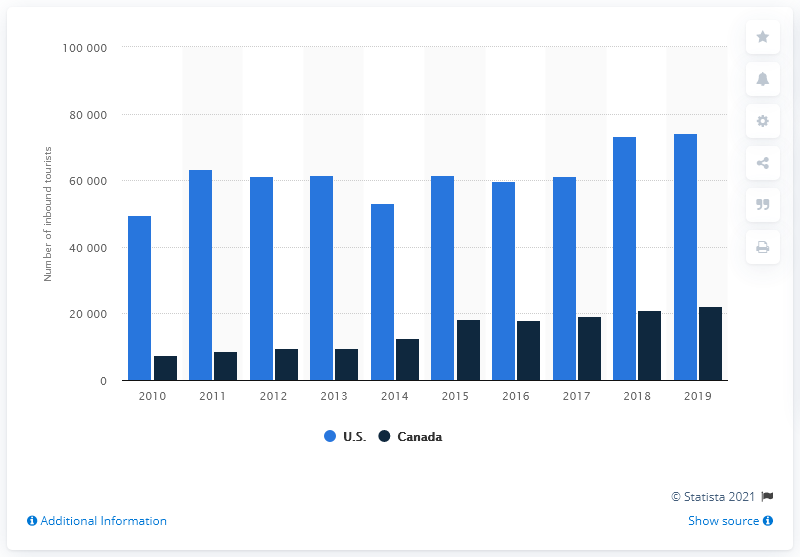 100 000
80 000
60 000
40 000
20 000
0
Number of inbound tourists
2010 2011 2012 2013 2014 2015 2016 2017 2018 2019
U.S. Canada
© Statista 2021
Additional Information Show source